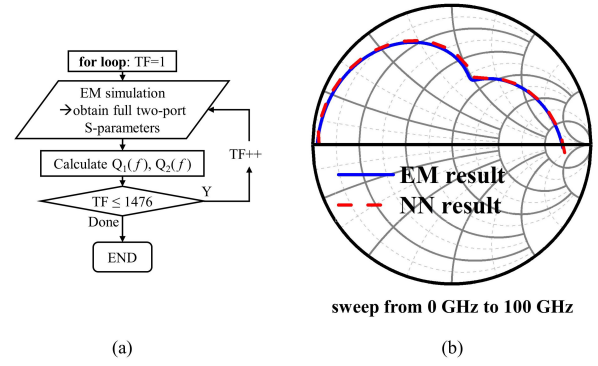 for loop: TF=1
EM simulation
→obtain full two-port
S-parameters
TF++
Calculate Q₁(f), Q₂(f)
Y
TF ≤ 1476
Done
END
(a)
EM result
NN result
sweep from 0 GHz to 100 GHz
(b)